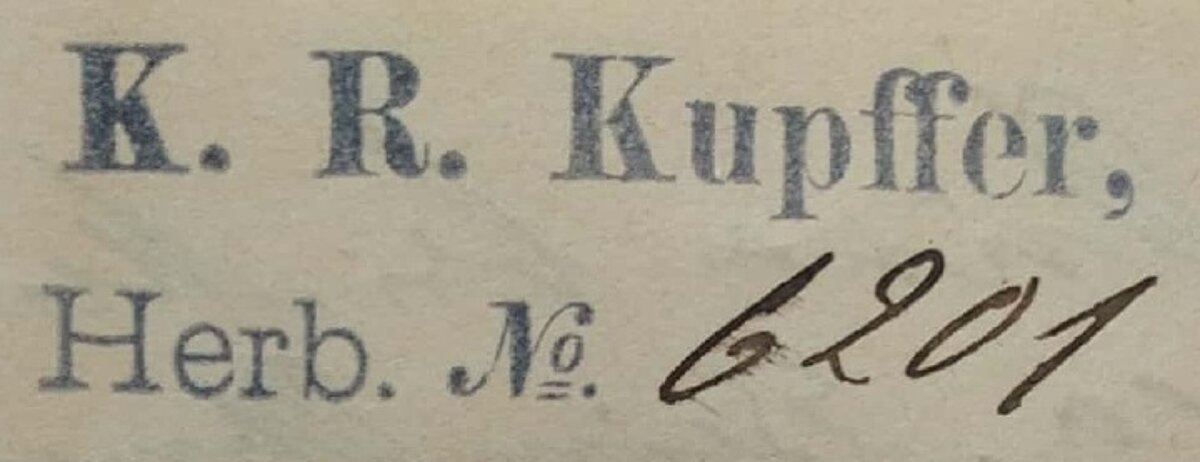 K. R. Kupffer,
Herb. №. 6201